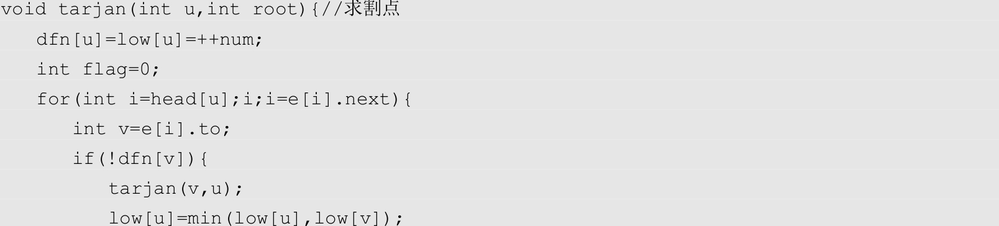 void tarjan(int u,int root){//求割点
dfn[u]=low[u]=++num;
int flag=0;
for(int i=head[u];i;i=e[i].next){
int v=e[i].to;
if(!dfn[v]){
tarjan(v,u);
low[u]=min(low[u],low[v]);